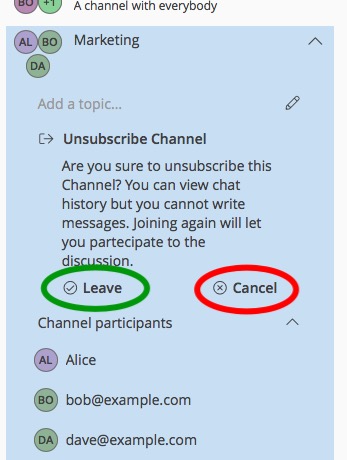 BO +1 A channel with everybody
AL BO Marketing
DA
Add a topic...
Unsubscribe Channel
Are you sure to unsubscribe this
Channel? You can view chat
history but you cannot write
messages. Joining again will let
you partecipate to the
discussion.
Leave Cancel
Channel participants
AL Alice
BO bob@example.com
DA dave@example.com